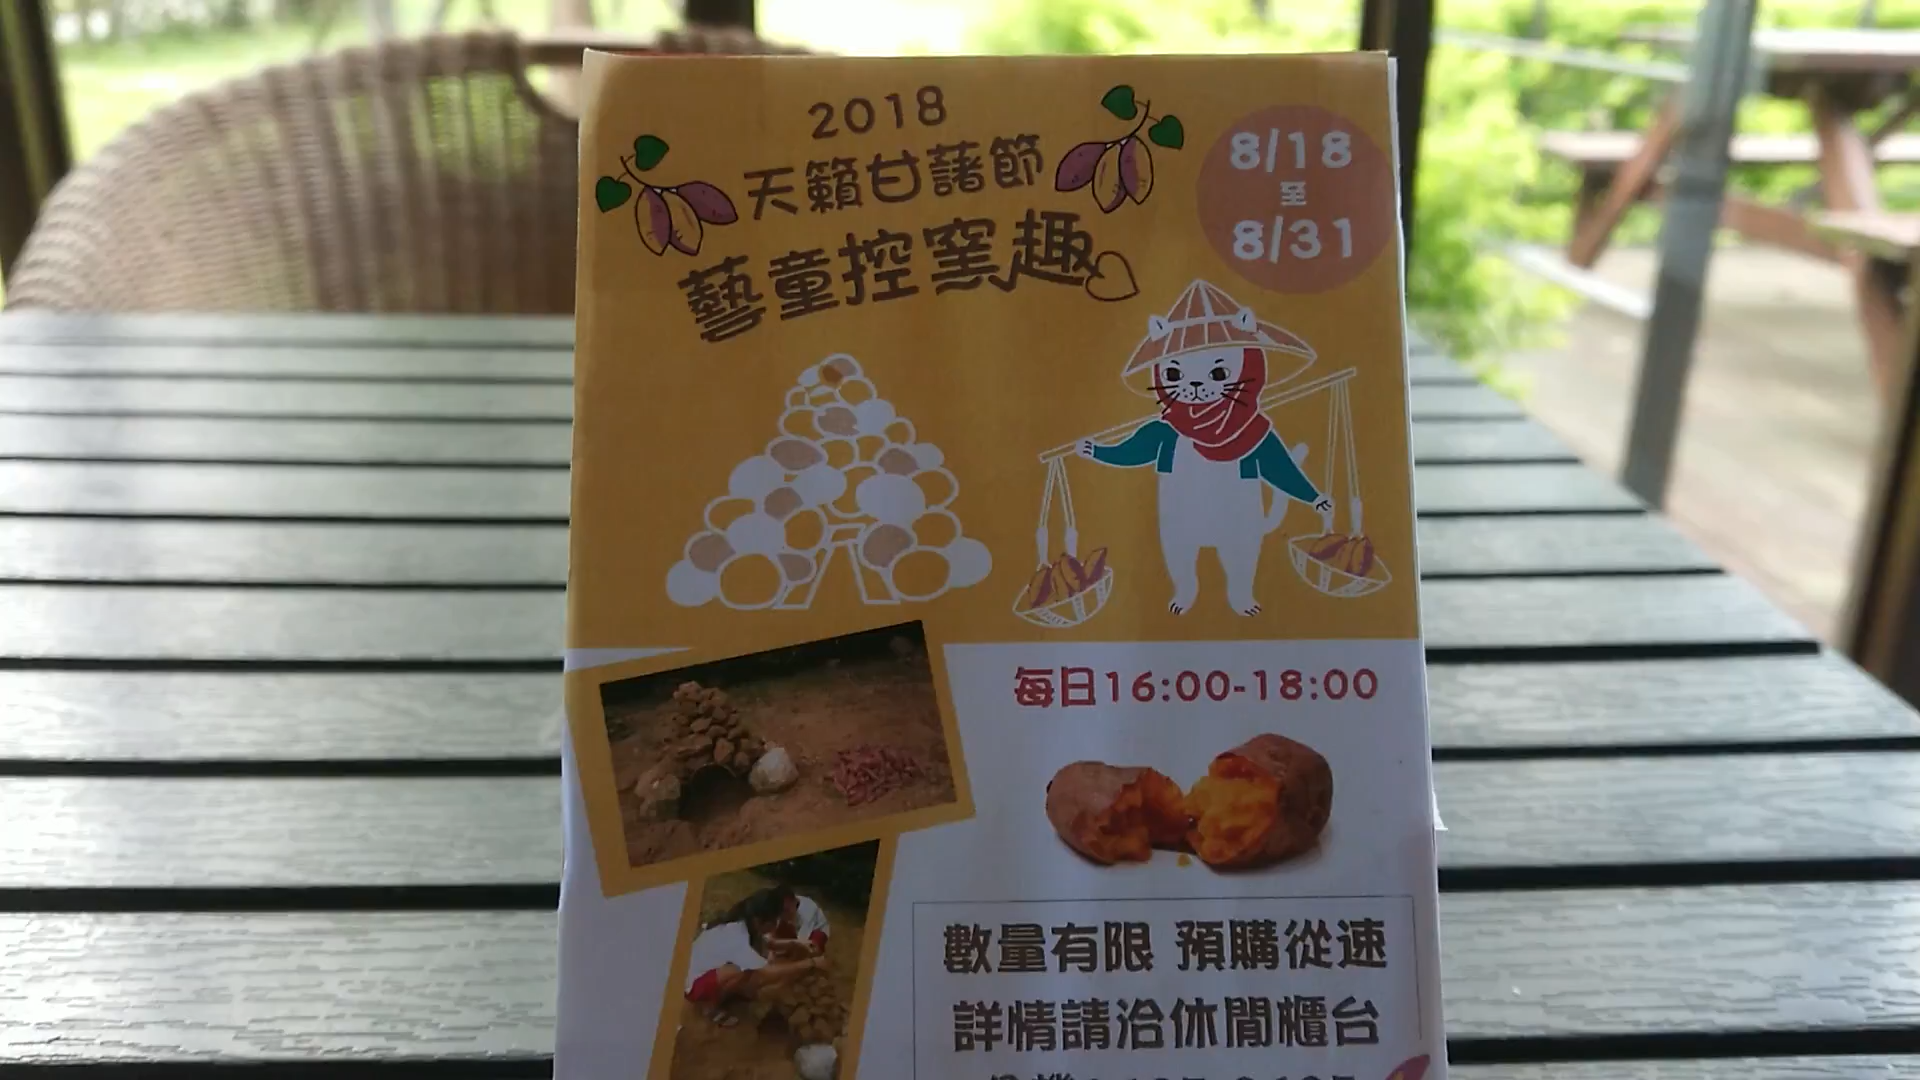 2018
天籟甘藷節
藝童控窯趣
8/18
至
8/31
每日16:00-18:00
數量有限 預購從速
詳情請洽休閒櫃台